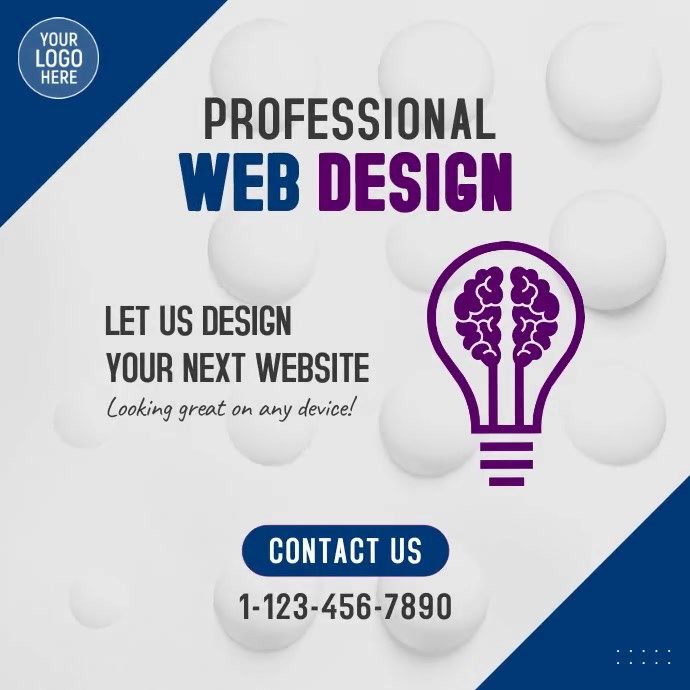 YOUR
LOGO
HERE
PROFESSIONAL
WEB DESIGN
LET US DESIGN
YOUR NEXT WEBSITE
Looking great on any device!
CONTACT US
1-123-456-7890